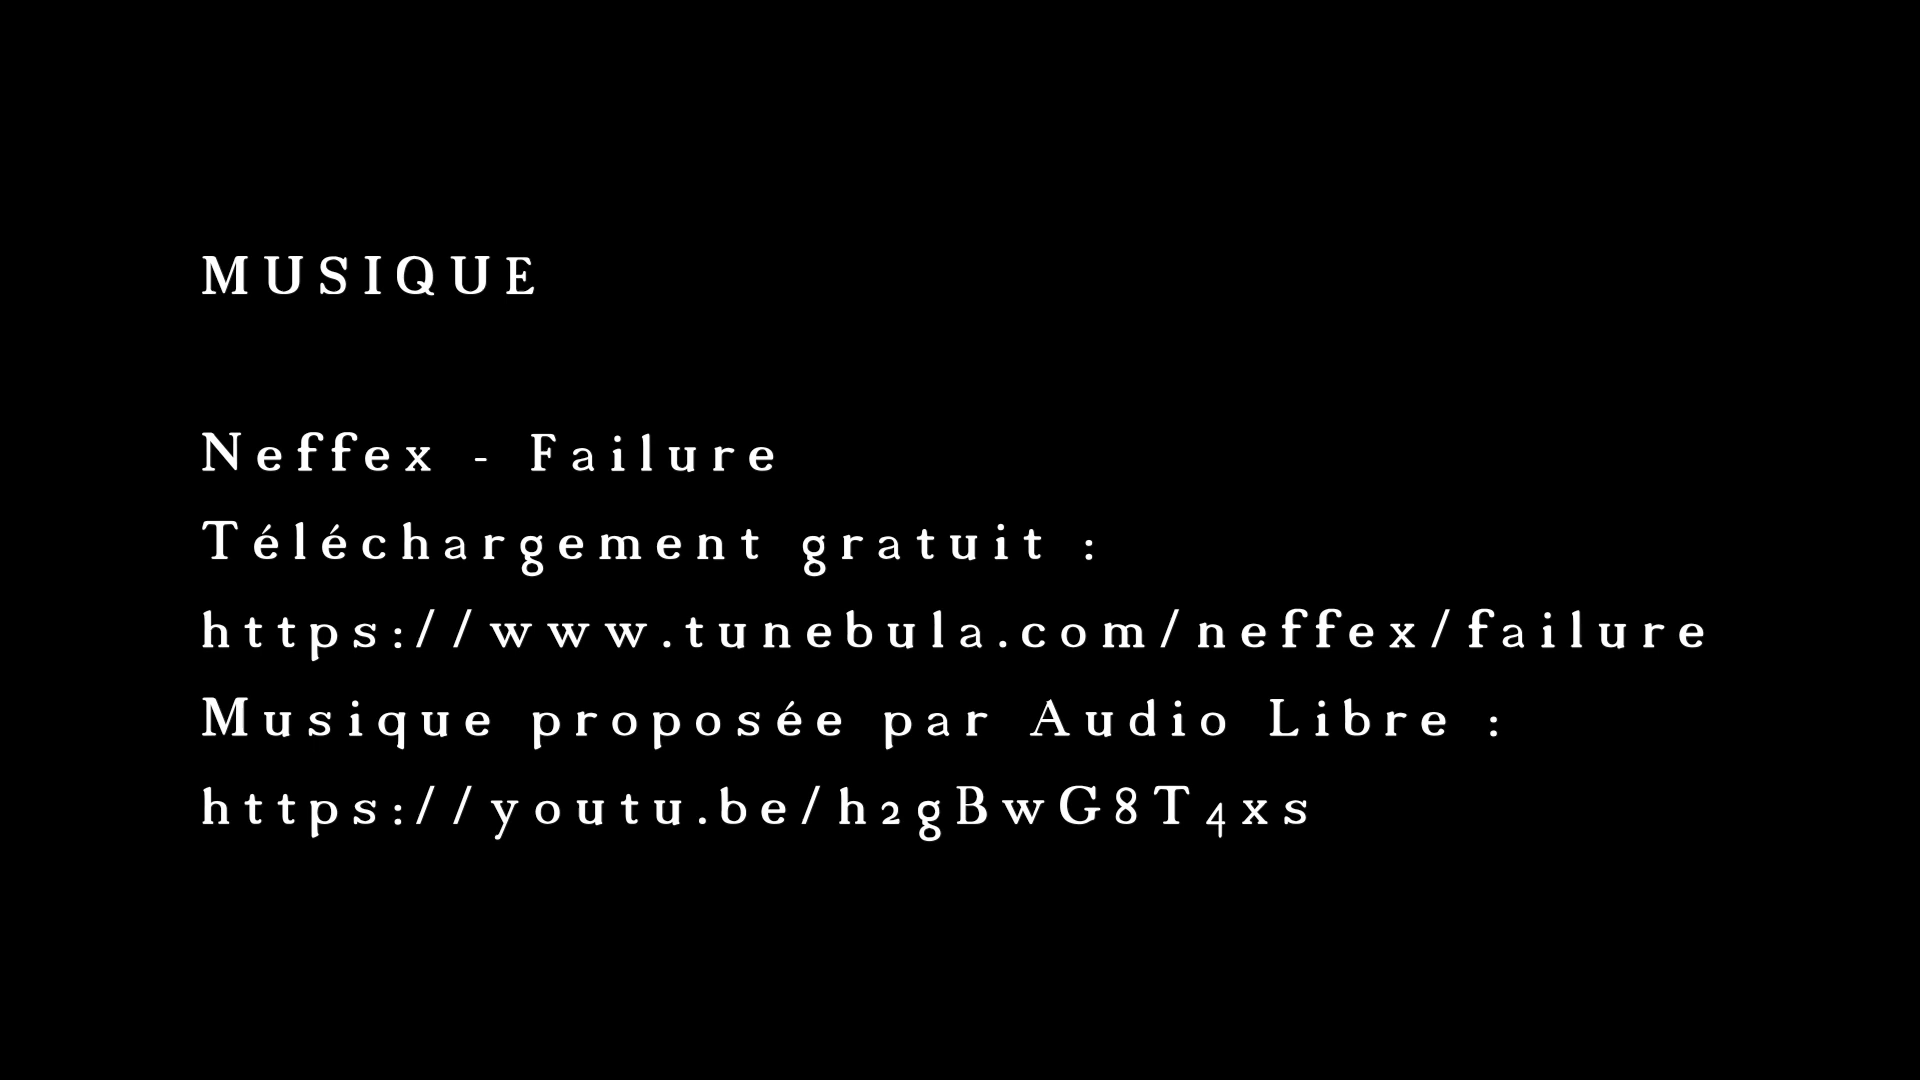 MUSIQUE
Neffex - Failure
Téléchargement gratuit :
https://www.tunebula.com/neffex/failure
Musique proposée par Audio Libre :
https://youtu.be/h2gBwG8T4xs